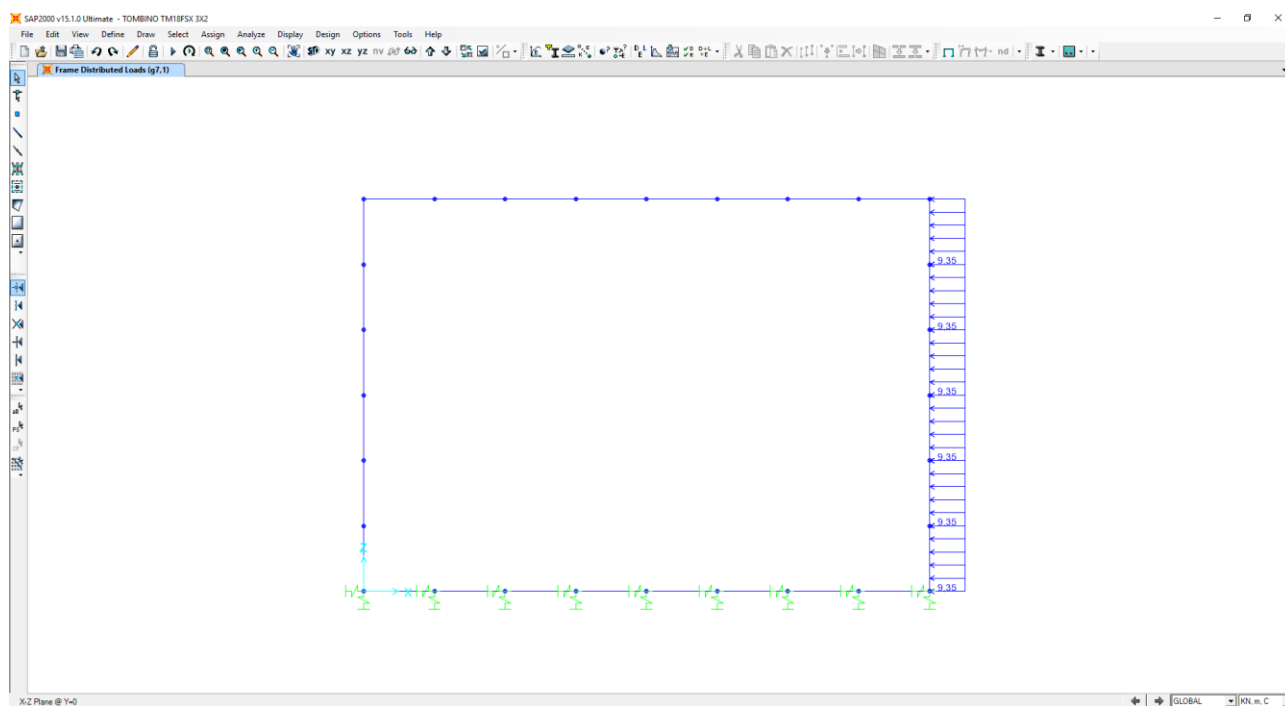 SAP2000 v15.1.0 Ultimate - TOMBINO TM18FSX 3X2
File Edit View Define Draw Select Assign Analyze Display Design Options Tools Help
xy xz yz nv
nd
Frame Distributed Loads (g7,1)
9,35
9,35
9,35
9,35
9,35
9,35
Z
X
X-Z Plane @ Y=0
GLOBAL
KN, m, C